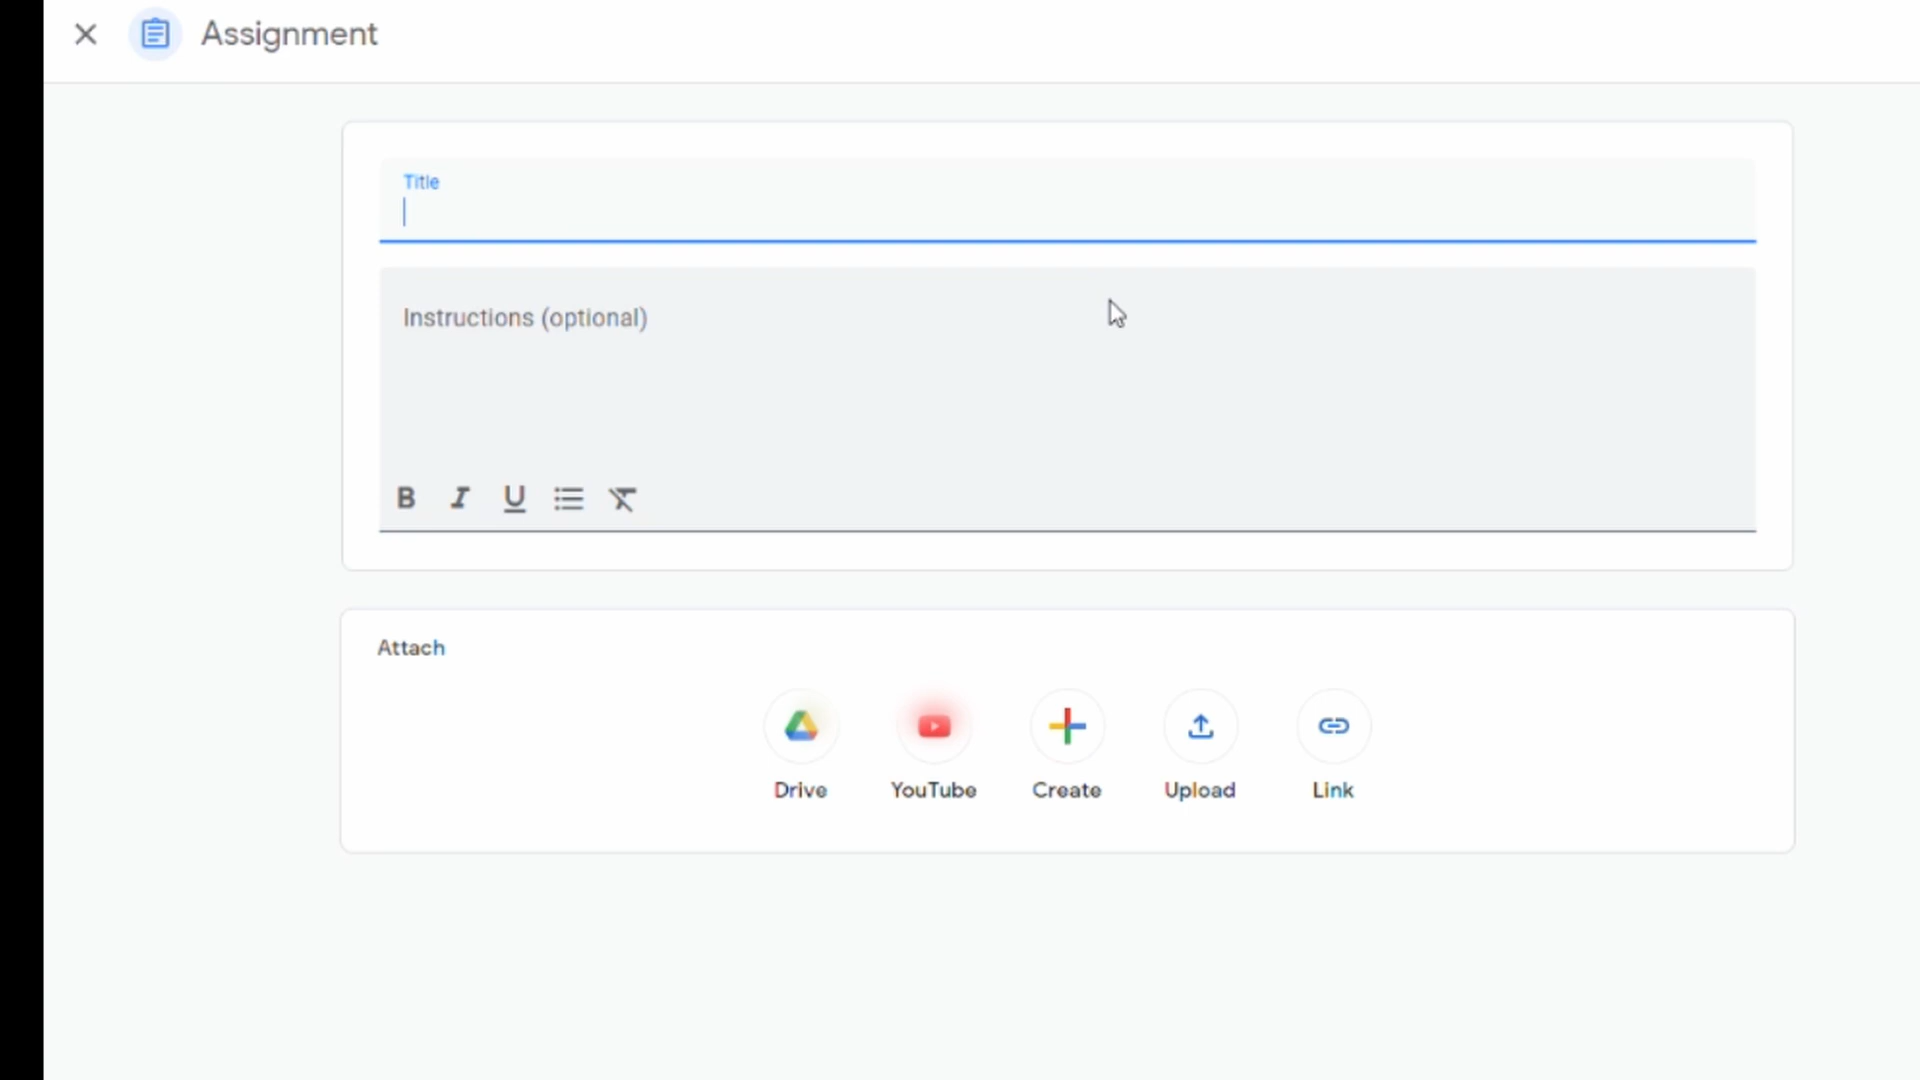 Assignment
Title
Instructions (optional)
B I U
Attach
Drive YouTube Create Upload Link